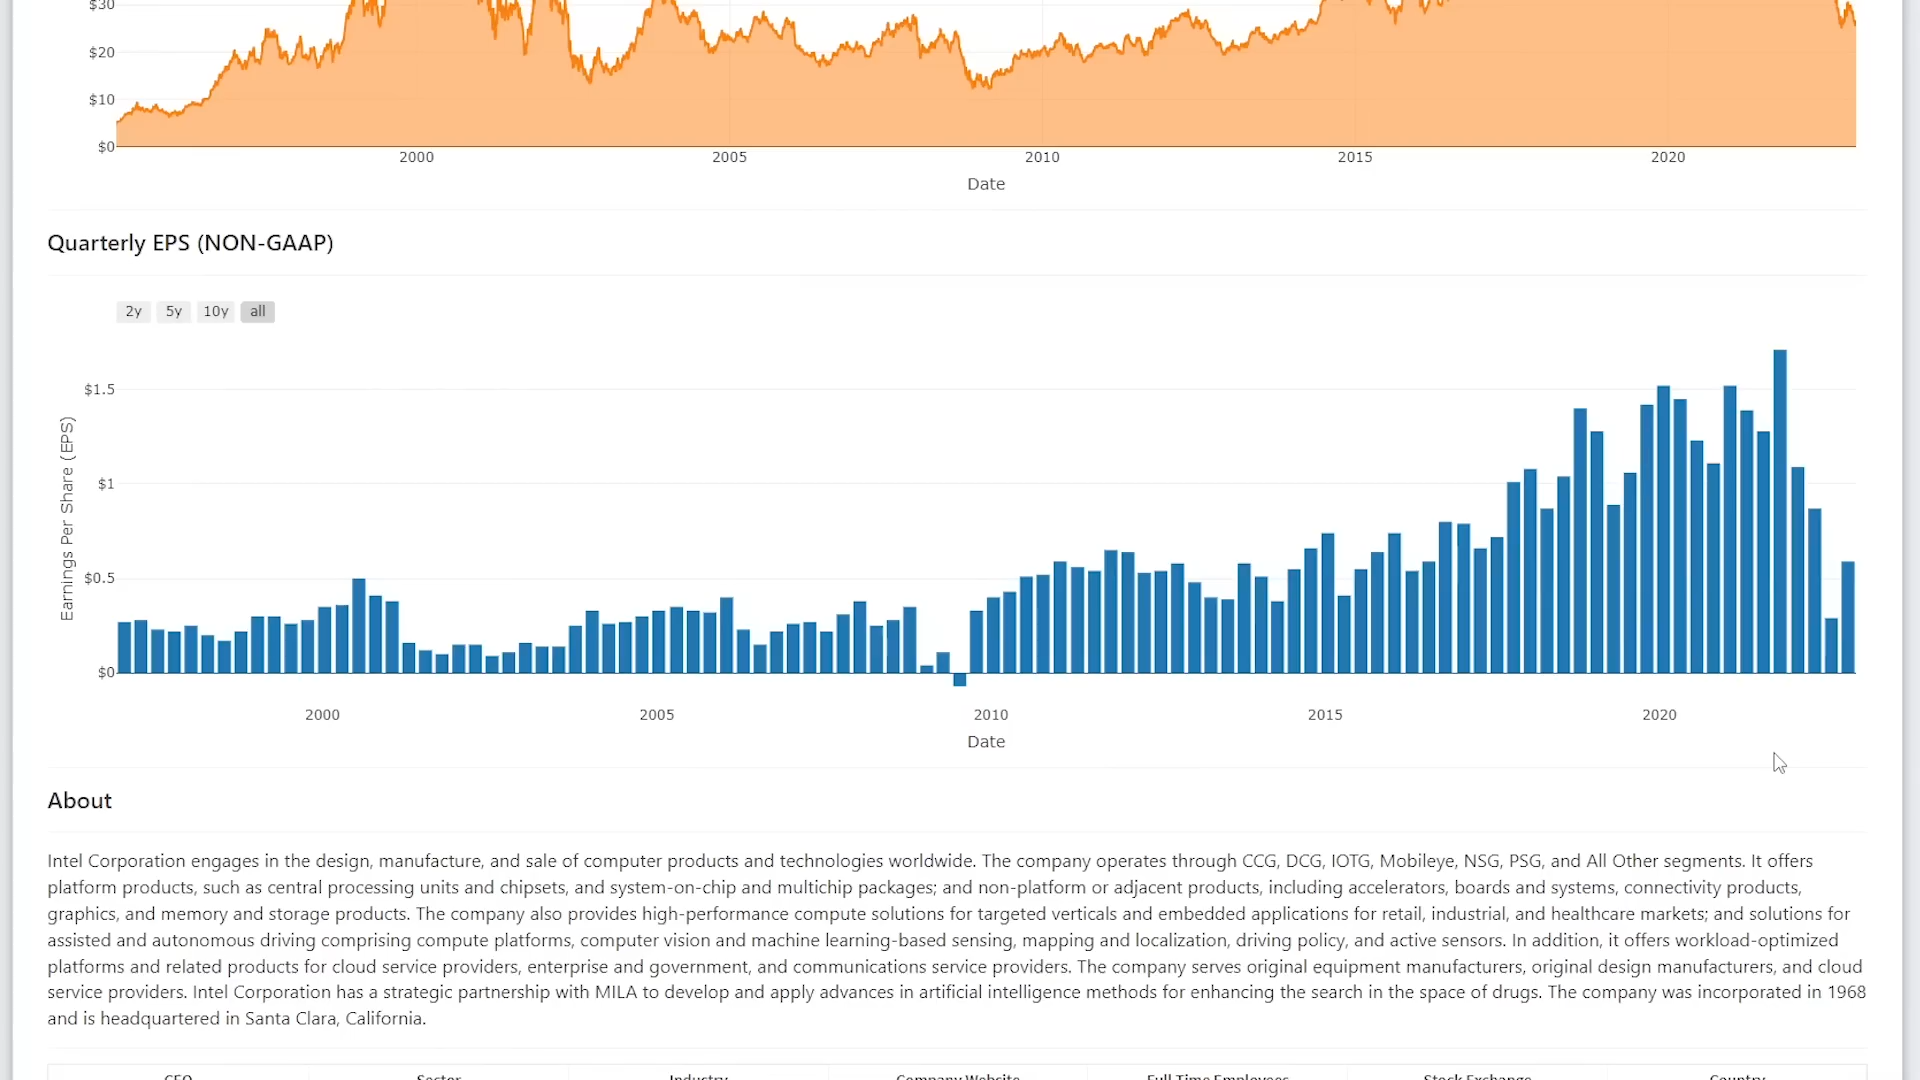 $30
$20
$10
$0
2000 2005 2010 2015 2020
Date
Quarterly EPS (NON-GAAP)
2y 5y 10y all
Earnings Per Share (EPS)
$1.5
$1
$0.5
$0
2000 2005 2010 2015 2020
Date
About
Intel Corporation engages in the design, manufacture, and sale of computer products and technologies worldwide. The company operates through CCG, DCG, IOTG, Mobileye, NSG, PSG, and All Other segments. It offers
platform products, such as central processing units and chipsets, and system-on-chip and multichip packages; and non-platform or adjacent products, including accelerators, boards and systems, connectivity products,
graphics, and memory and storage products. The company also provides high-performance compute solutions for targeted verticals and embedded applications for retail, industrial, and healthcare markets; and solutions for
assisted and autonomous driving comprising compute platforms, computer vision and machine learning-based sensing, mapping and localization, driving policy, and active sensors. In addition, it offers workload-optimized
platforms and related products for cloud service providers, enterprise and government, and communications service providers. The company serves original equipment manufacturers, original design manufacturers, and cloud
service providers. Intel Corporation has a strategic partnership with MILA to develop and apply advances in artificial intelligence methods for enhancing the search in the space of drugs. The company was incorporated in 1968
and is headquartered in Santa Clara, California.
CEO Sector Industry Company Website Full Time Employees Stock Exchange Country